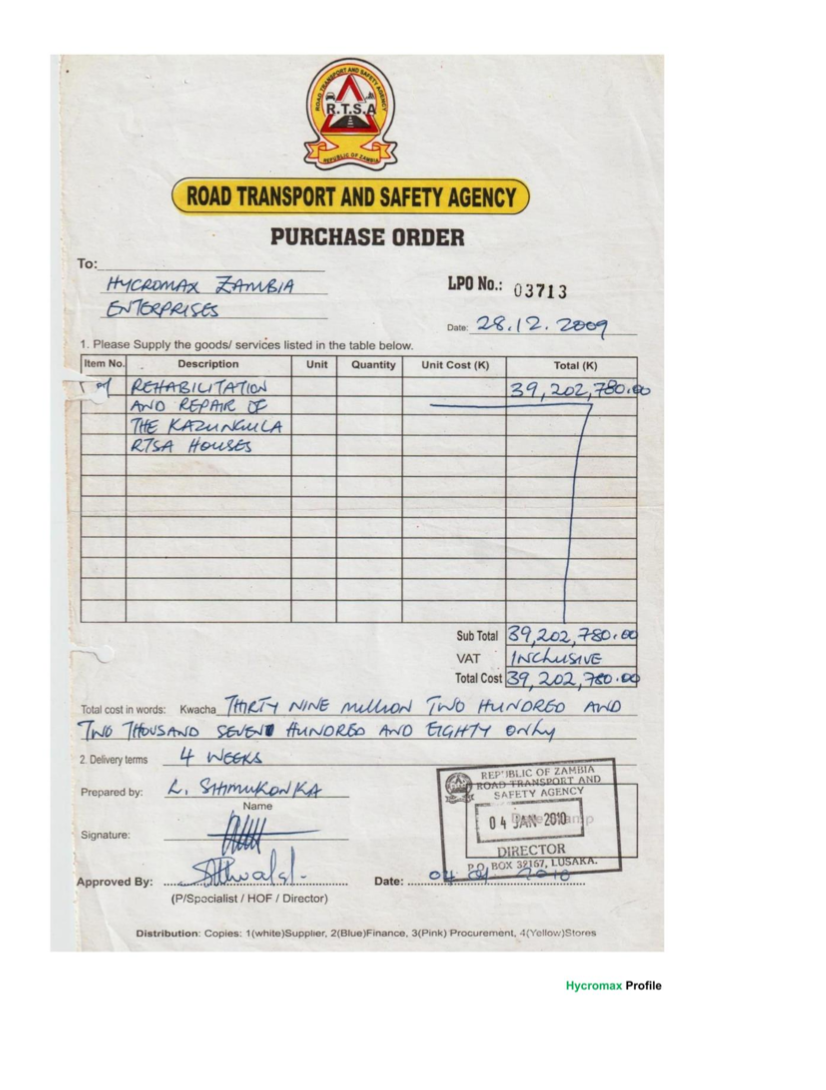 ROAD TRANSPORT AND SAFETY AGENCY
R.T.S.A
REPUBLIC OF ZAMBIA
ROAD TRANSPORT AND SAFETY AGENCY
PURCHASE ORDER
To:
HYCROMAX ZAMBIA
ENTERPRISES
LPO No.: 03713
Date: 28.12.2009
1. Please Supply the goods/ services listed in the table below.
Item No. Description Unit Quantity Unit Cost (K) Total (K)
REHABILITATION 39,202,780.00
AND REPAIR OF
THE KAZUNGULA
RTSA HOUSES
Sub Total 39,202,780.00
VAT INCLUSIVE
Total Cost 39,202,780.00
Total cost in words: Kwacha THIRTY NINE MILLION TWO HUNDRED AND
TWO THOUSAND SEVEN HUNDRED AND EIGHTY ONLY
2. Delivery terms 4 WEEKS
Prepared by: L. SHIMUKONKA
Name
Signature:
REPUBLIC OF ZAMBIA
ROAD TRANSPORT AND
SAFETY AGENCY
04 JAN 2010
DIRECTOR
P.O. BOX 32167, LUSAKA.
Approved By: Date: 04 01 2010
(P/Specialist / HOF / Director)
Distribution: Copies: 1(white)Supplier, 2(Blue)Finance, 3(Pink) Procurement, 4(Yellow)Stores
Hycromax Profile